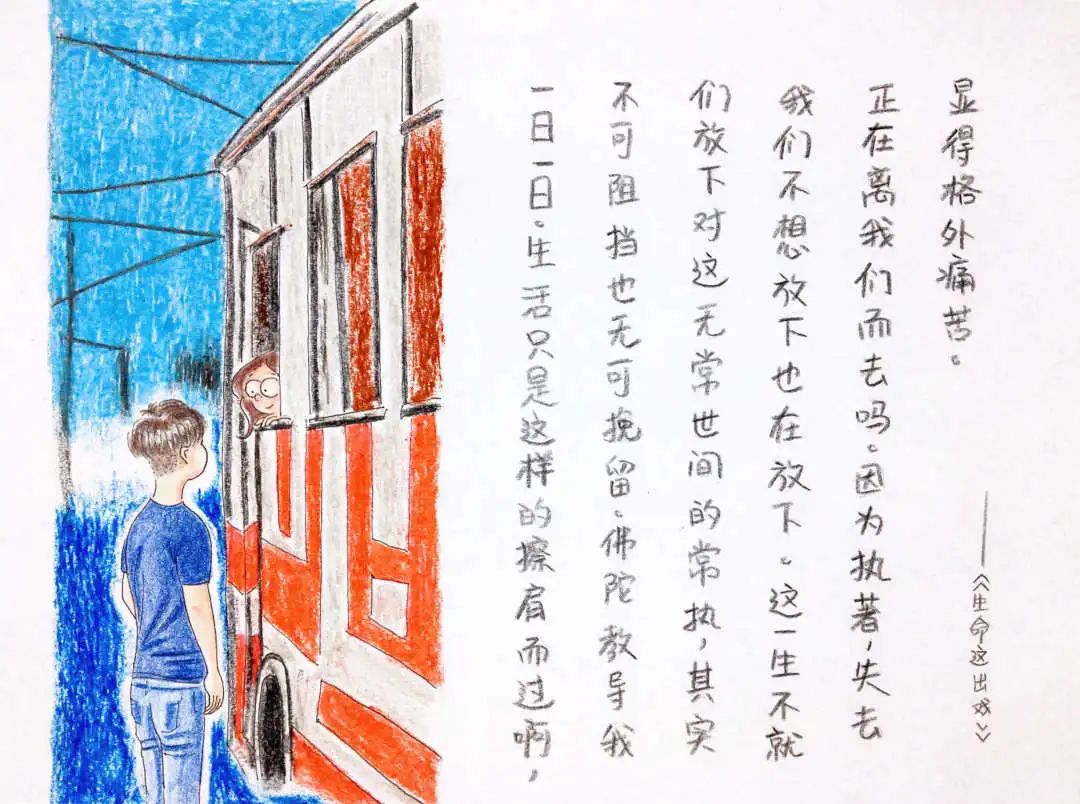 一日一日。生活只是这样的擦肩而过啊，
不可阻挡也无可挽留。佛陀教导我
们放下对这无常世间的常执，其实
我们不想放下也在放下。这一生不就
正在离我们而去吗。因为执著，失去
显得格外痛苦。
——《生命这出戏》